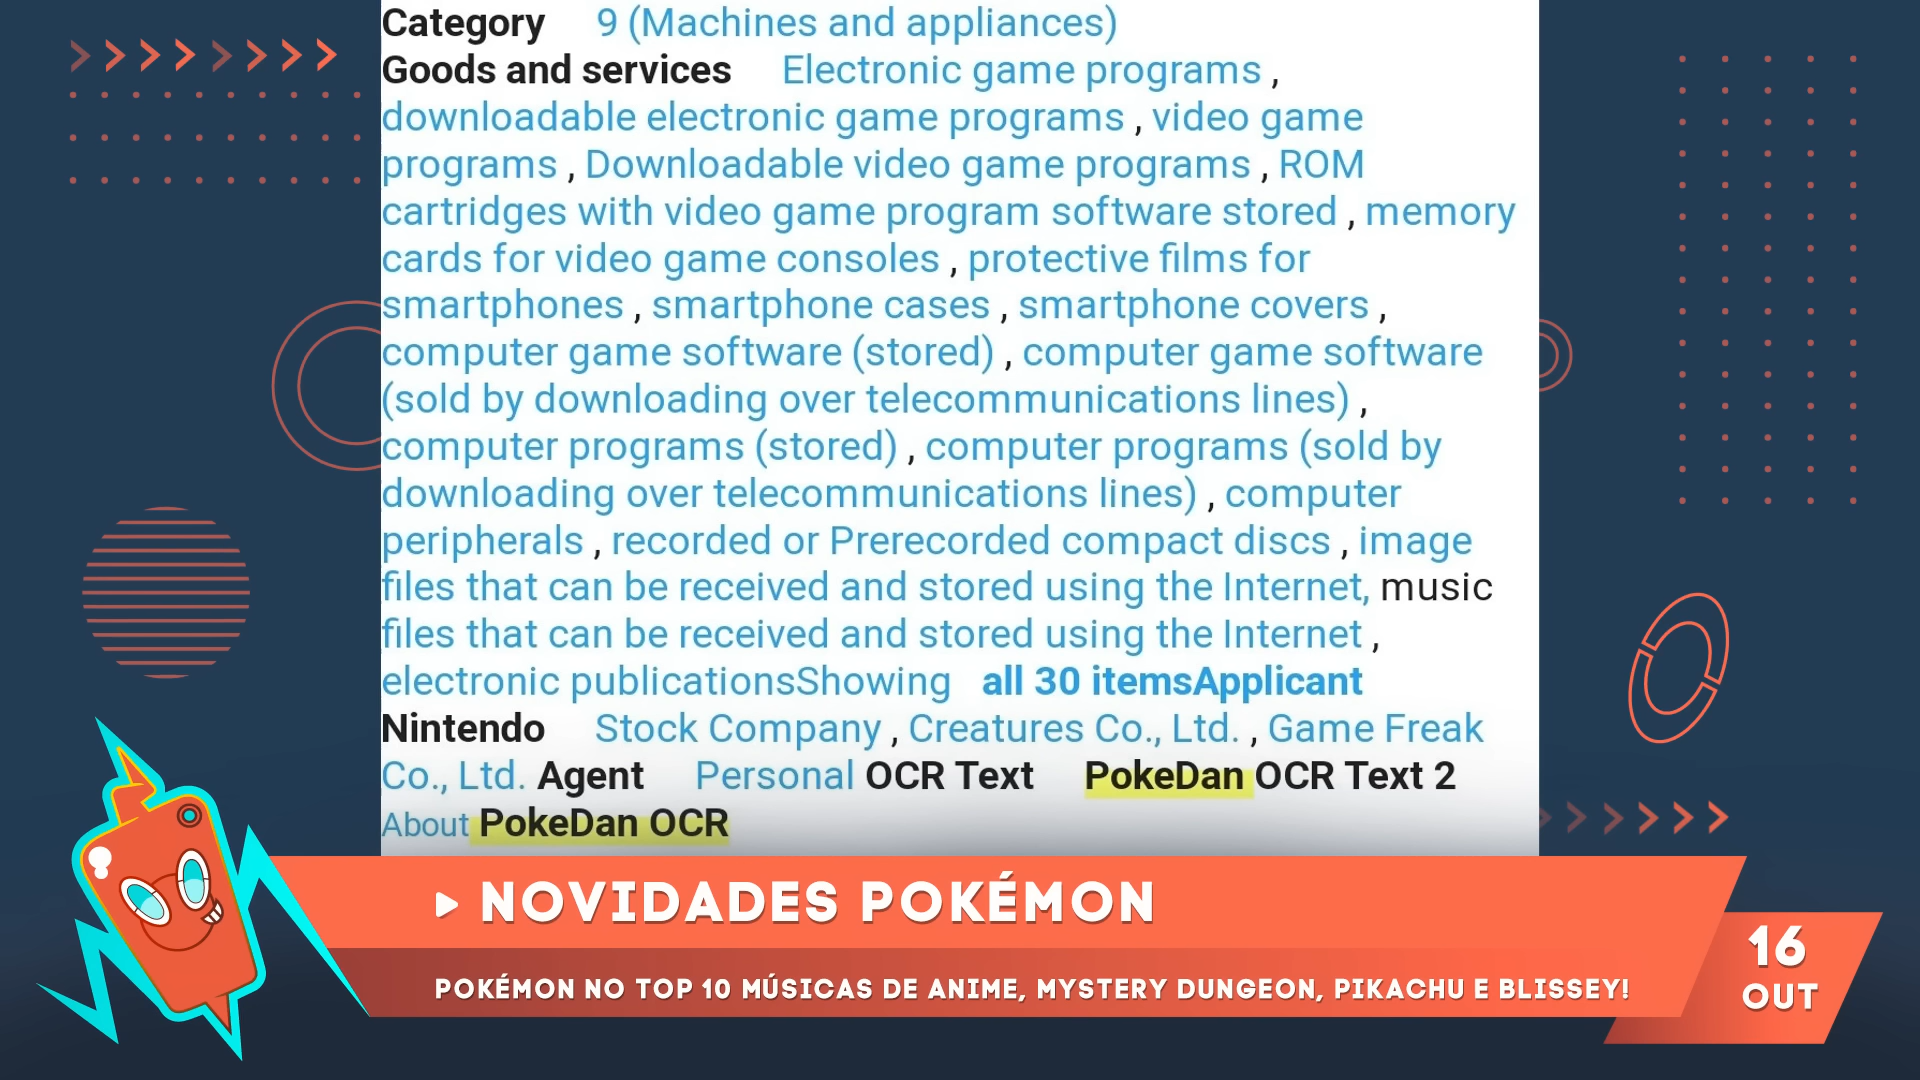 Category 9 (Machines and appliances)
Goods and services Electronic game programs ,
downloadable electronic game programs , video game
programs , Downloadable video game programs , ROM
cartridges with video game program software stored , memory
cards for video game consoles , protective films for
smartphones , smartphone cases , smartphone covers ,
computer game software (stored) , computer game software
(sold by downloading over telecommunications lines) ,
computer programs (stored) , computer programs (sold by
downloading over telecommunications lines) , computer
peripherals , recorded or Prerecorded compact discs , image
files that can be received and stored using the Internet, music
files that can be received and stored using the Internet ,
electronic publicationsShowing all 30 itemsApplicant
Nintendo Stock Company , Creatures Co., Ltd. , Game Freak
Co., Ltd. Agent Personal OCR Text PokeDan OCR Text 2
About PokeDan OCR
NOVIDADES POKÉMON
POKÉMON NO TOP 10 MÚSICAS DE ANIME, MYSTERY DUNGEON, PIKACHU E BLISSEY!
16
OUT